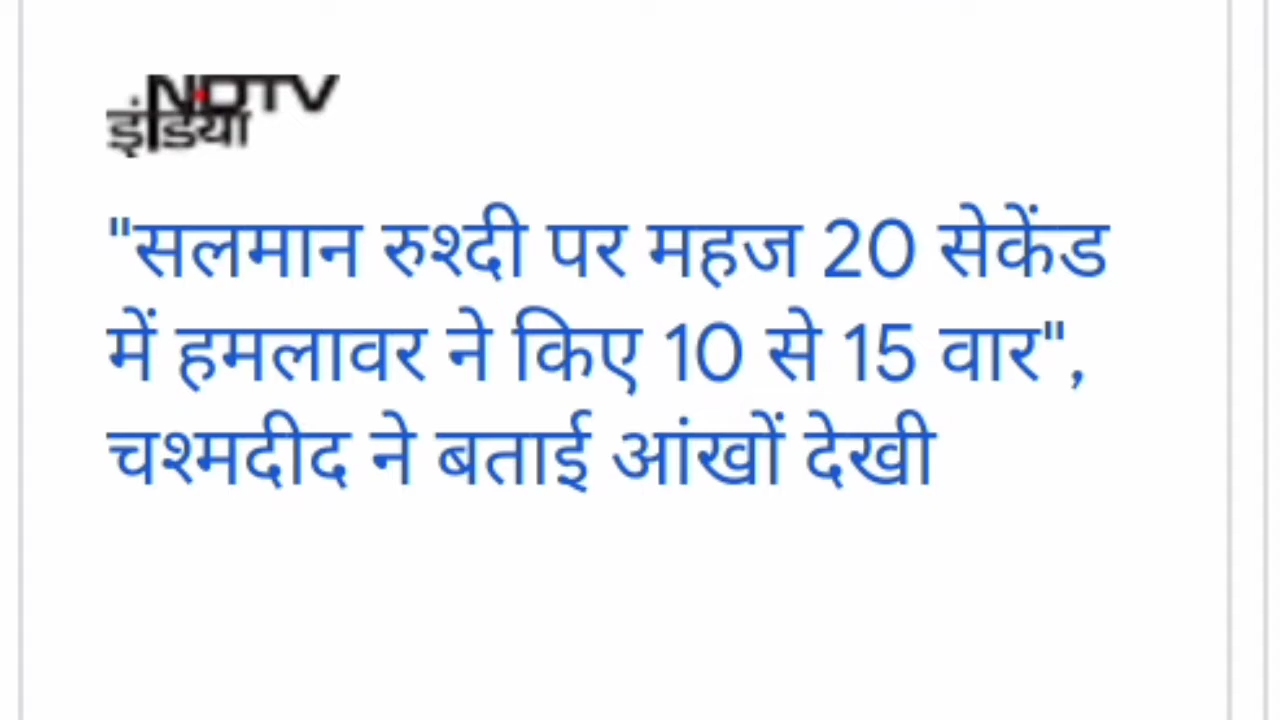 NDTV
इंडिया
"सलमान रुश्दी पर महज 20 सेकेंड
में हमलावर ने किए 10 से 15 वार",
चश्मदीद ने बताई आंखों देखी